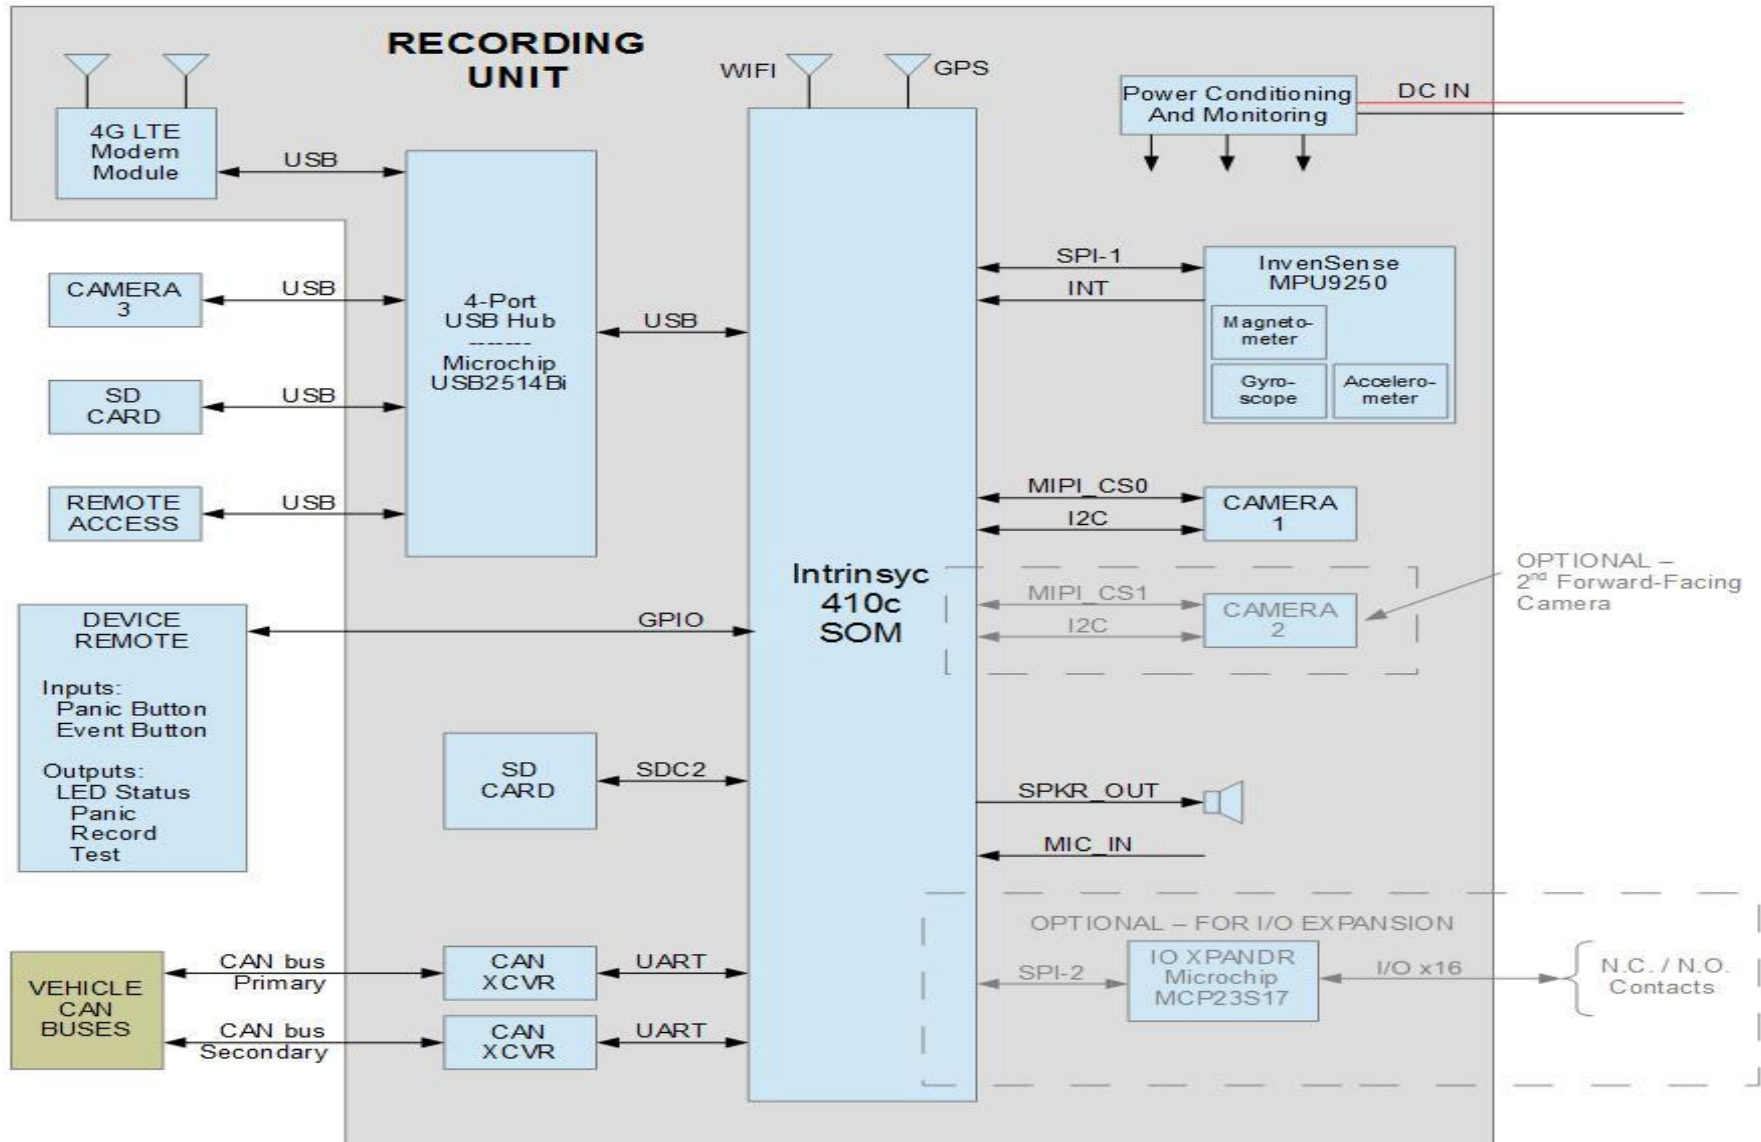 RECORDING
UNIT
WIFI
GPS
4G LTE
Modem
Module
USB
Power Conditioning
And Monitoring
DC IN
CAMERA
3
USB
SD
CARD
USB
REMOTE
ACCESS
USB
4-Port
USB Hub
-------
Microchip
USB2514Bi
USB
Intrinsyc
410c
SOM
SPI-1
INT
InvenSense
MPU9250
Magneto-
meter
Gyro-
scope
Accelero-
meter
MIPI_CS0
I2C
CAMERA
1
MIPI_CS1
I2C
CAMERA
2
OPTIONAL –
2nd Forward-Facing
Camera
DEVICE
REMOTE
Inputs:
Panic Button
Event Button
Outputs:
LED Status
Panic
Record
Test
GPIO
SD
CARD
SDC2
SPKR_OUT
MIC_IN
VEHICLE
CAN
BUSES
CAN bus
Primary
CAN
XCVR
UART
CAN bus
Secondary
CAN
XCVR
UART
OPTIONAL – FOR I/O EXPANSION
SPI-2
IO XPANDR
Microchip
MCP23S17
I/O x16
N.C. / N.O.
Contacts